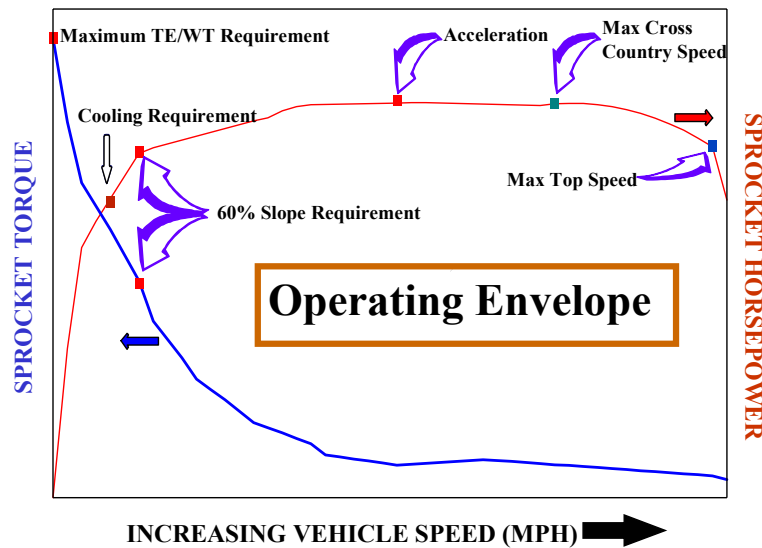 Maximum TE/WT Requirement
Acceleration
Max Cross
Country Speed
Cooling Requirement
Max Top Speed
60% Slope Requirement
Operating Envelope
SPROCKET TORQUE
SPROCKET HORSEPOWER
INCREASING VEHICLE SPEED (MPH)